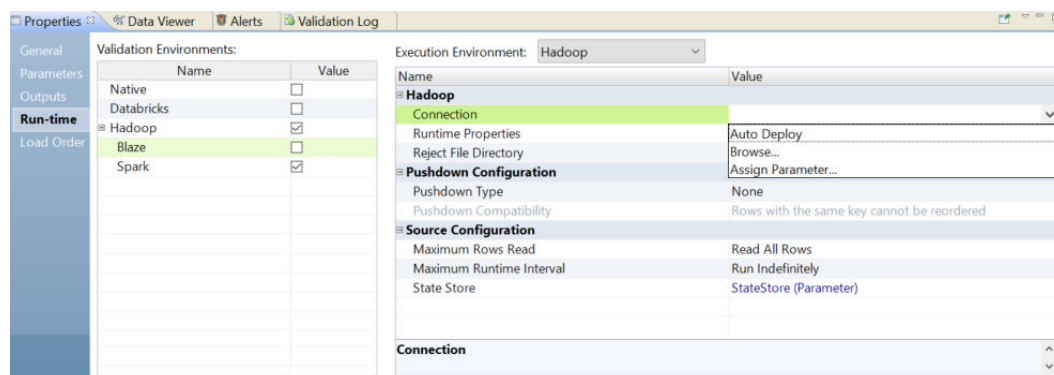 Properties Data Viewer Alerts Validation Log
General
Parameters
Outputs
Run-time
Load Order
Validation Environments:
Name Value
Native
Databricks
Hadoop
Blaze
Spark
Execution Environment: Hadoop
Name Value
Hadoop
Connection
Auto Deploy
Browse...
Assign Parameter...
Runtime Properties
Reject File Directory
Pushdown Configuration
Pushdown Type None
Pushdown Compatibility Rows with the same key cannot be reordered
Source Configuration
Maximum Rows Read Read All Rows
Maximum Runtime Interval Run Indefinitely
State Store StateStore (Parameter)
Connection